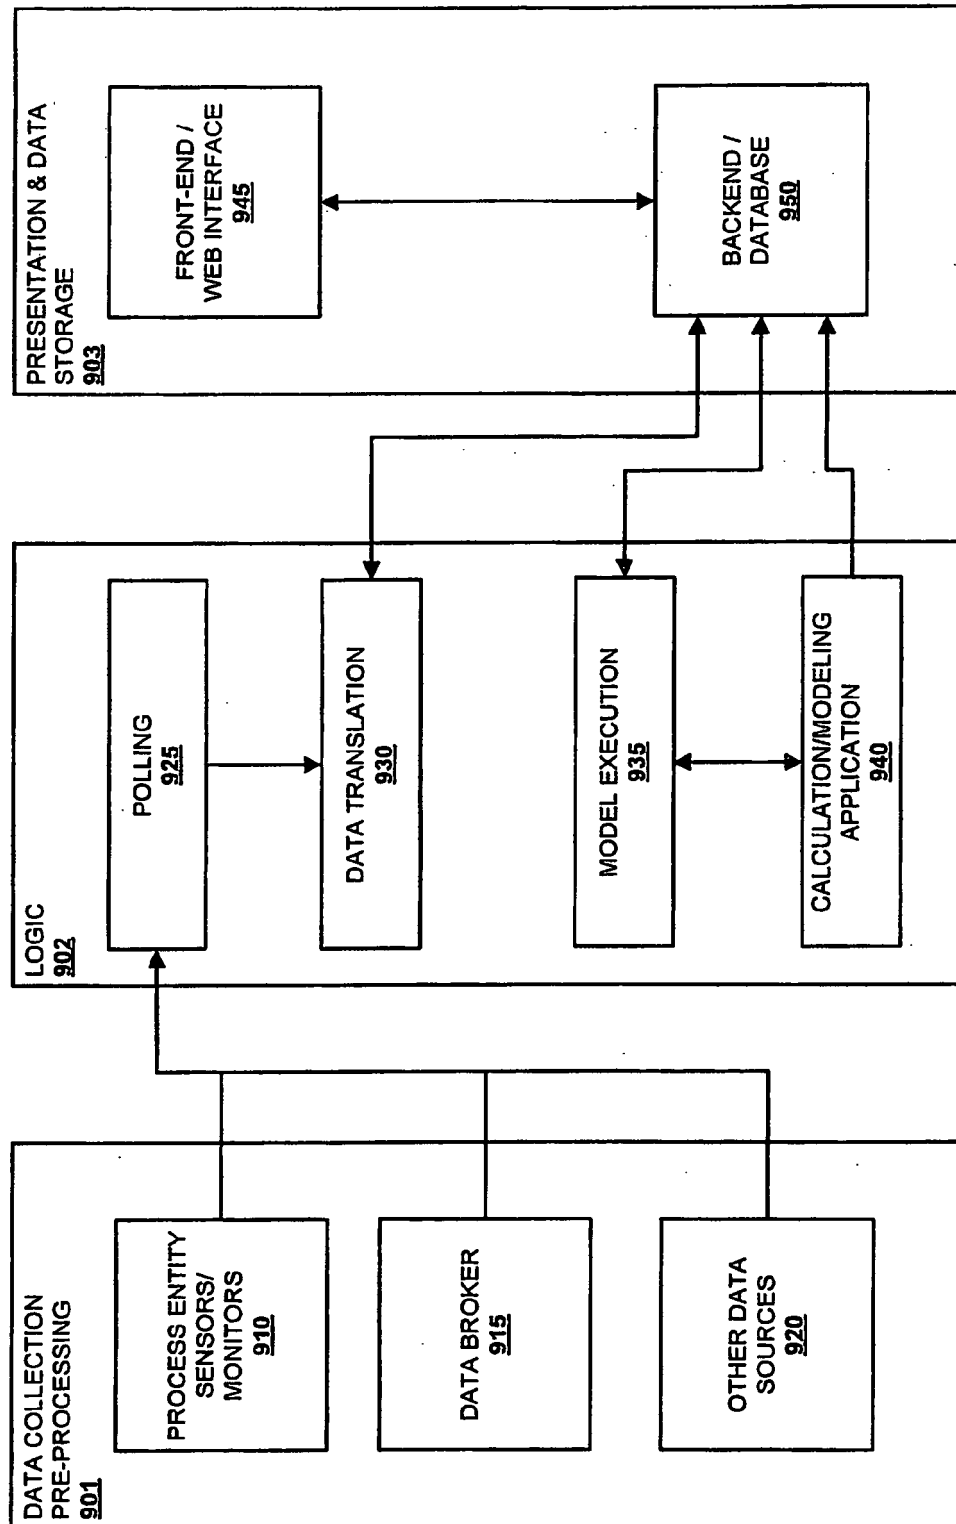 DATA COLLECTION
PRE-PROCESSING
901
PROCESS ENTITY
SENSORS/
MONITORS
910
DATA BROKER
915
OTHER DATA
SOURCES
920
LOGIC
902
POLLING
925
DATA TRANSLATION
930
MODEL EXECUTION
935
CALCULATION/MODELING
APPLICATION
940
PRESENTATION & DATA
STORAGE
903
FRONT-END /
WEB INTERFACE
945
BACKEND /
DATABASE
950